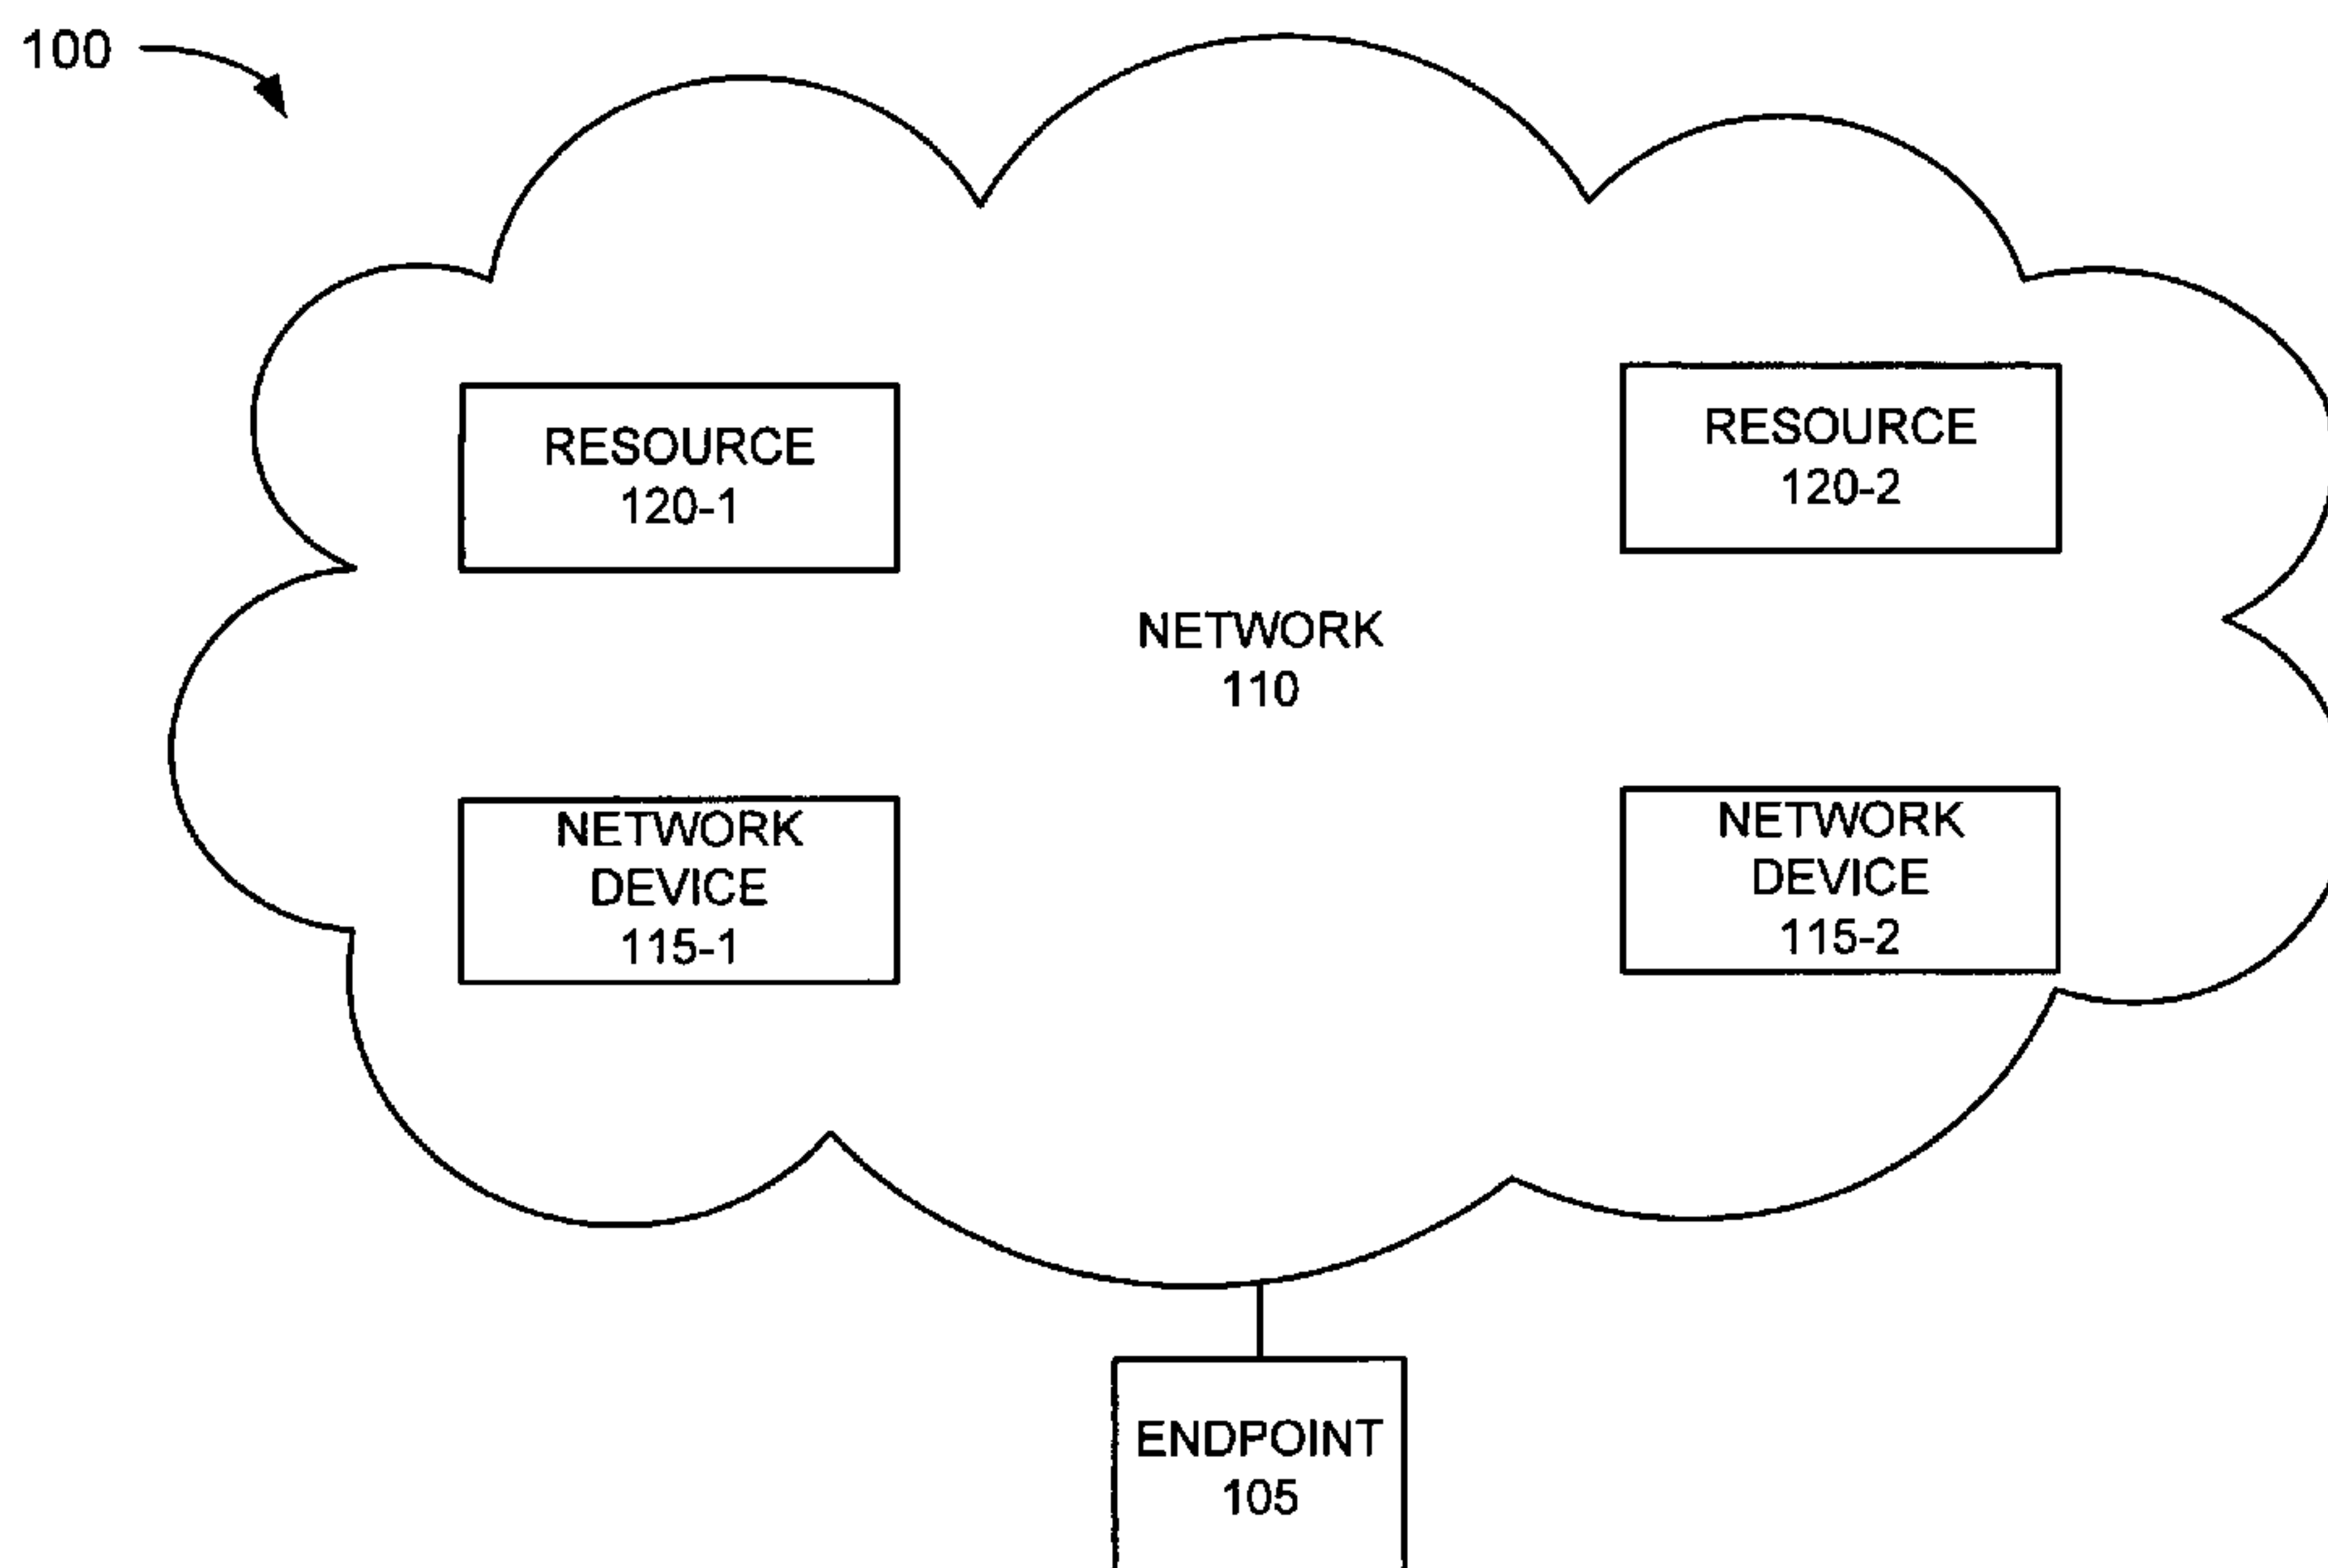 100
RESOURCE
120-1
RESOURCE
120-2
NETWORK
110
NETWORK
DEVICE
115-1
NETWORK
DEVICE
115-2
ENDPOINT
105